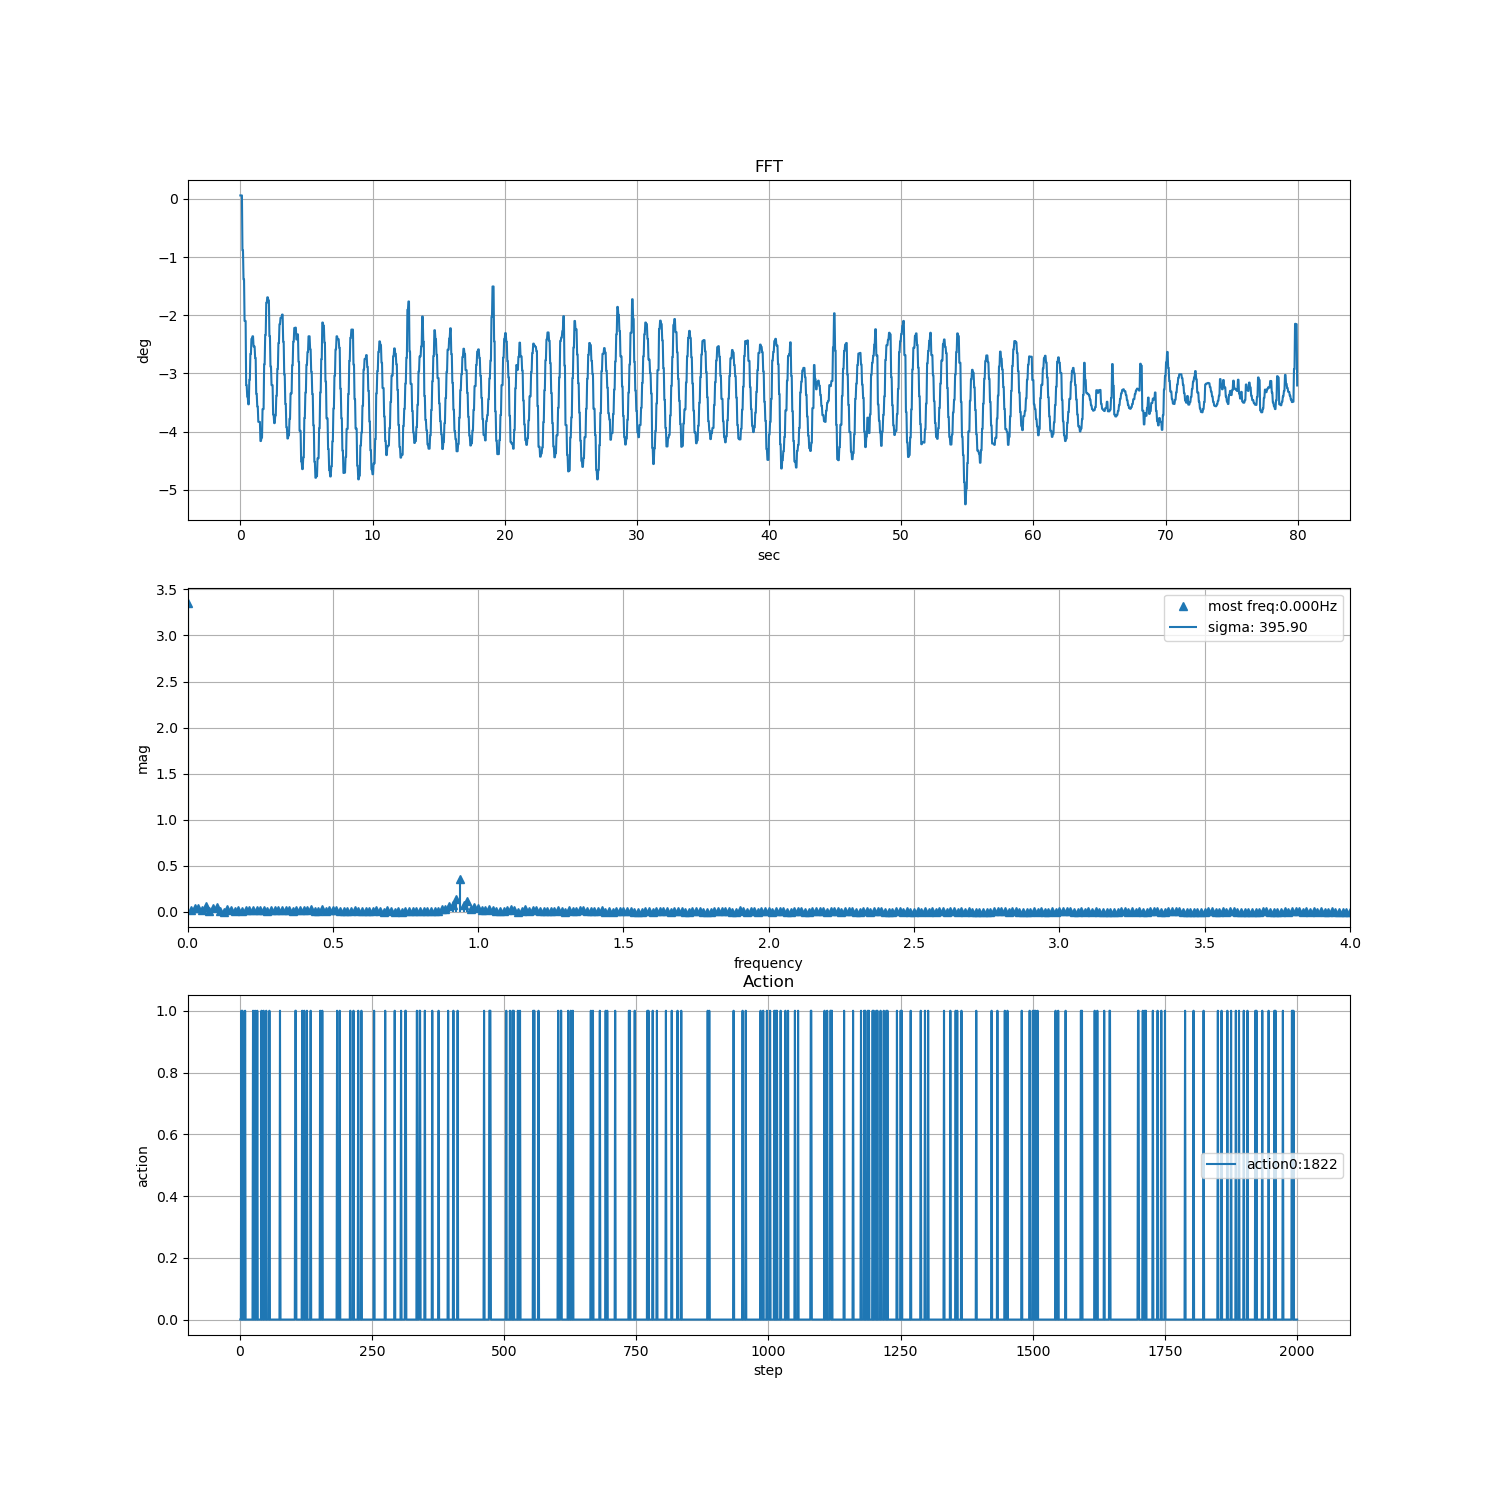 FFT
0
−1
−2
−3
−4
−5
deg
0 10 20 30 40 50 60 70 80
sec
3.5
3.0
2.5
2.0
1.5
1.0
0.5
0.0
mag
most freq:0.000Hz
sigma: 395.90
0.0 0.5 1.0 1.5 2.0 2.5 3.0 3.5 4.0
frequency
Action
1.0
0.8
0.6
0.4
0.2
0.0
action
action0:1822
0 250 500 750 1000 1250 1500 1750 2000
step